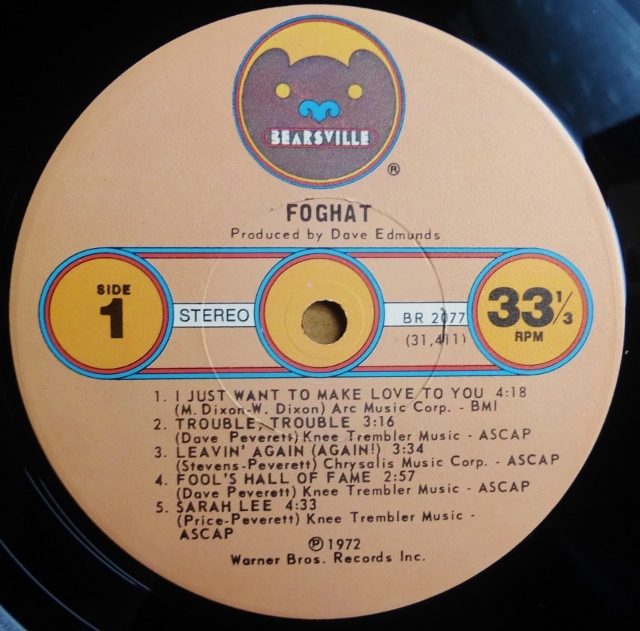 BEARSVILLE
®
FOGHAT
Produced by Dave Edmunds
SIDE
1
STEREO
BR 2077
(31,411)
33 1/3
RPM
1. I JUST WANT TO MAKE LOVE TO YOU 4:18
(M. Dixon-W. Dixon) Arc Music Corp. - BMI
2. TROUBLE, TROUBLE 3:16
(Dave Peverett) Knee Trembler Music - ASCAP
3. LEAVIN' AGAIN (AGAIN!) 3:34
(Stevens-Peverett) Chrysalis Music Corp. - ASCAP
4. FOOL'S HALL OF FAME 2:57
(Dave Peverett) Knee Trembler Music - ASCAP
5. SARAH LEE 4:33
(Price-Peverett) Knee Trembler Music -
ASCAP
℗ 1972
Warner Bros. Records Inc.